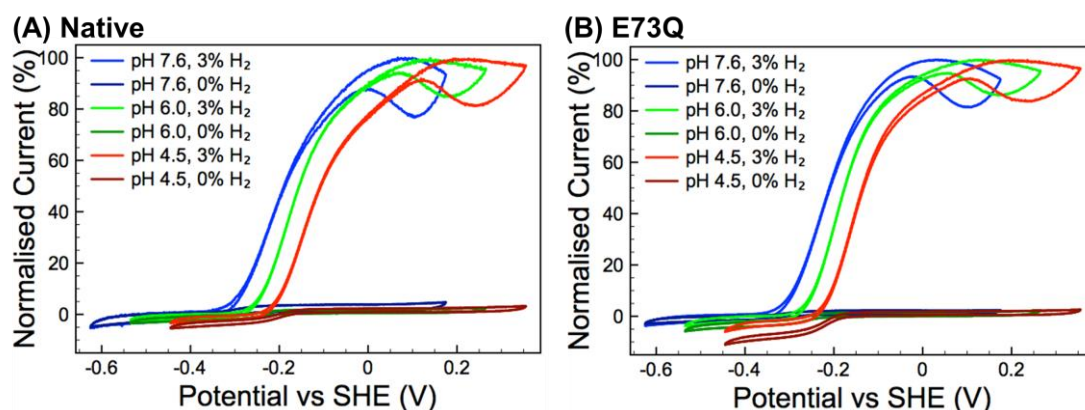 (A) Native
Normalised Current (%)
100
80
60
40
20
0
pH 7.6, 3% H₂
pH 7.6, 0% H₂
pH 6.0, 3% H₂
pH 6.0, 0% H₂
pH 4.5, 3% H₂
pH 4.5, 0% H₂
-0.6 -0.4 -0.2 0 0.2
Potential vs SHE (V)
(B) E73Q
Normalised Current (%)
100
80
60
40
20
0
pH 7.6, 3% H₂
pH 7.6, 0% H₂
pH 6.0, 3% H₂
pH 6.0, 0% H₂
pH 4.5, 3% H₂
pH 4.5, 0% H₂
-0.6 -0.4 -0.2 0 0.2
Potential vs SHE (V)